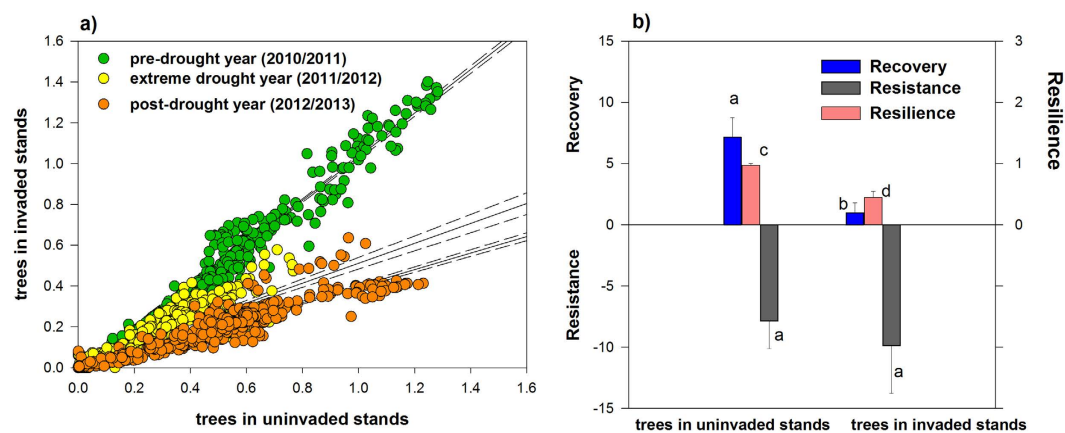 a)
trees in invaded stands
1.6
1.4
1.2
1.0
0.8
0.6
0.4
0.2
0.0
pre-drought year (2010/2011)
extreme drought year (2011/2012)
post-drought year (2012/2013)
0.0 0.2 0.4 0.6 0.8 1.0 1.2 1.4 1.6
trees in uninvaded stands
b)
Recovery
Resistance
15
10
5
0
-5
-10
-15
Recovery
Resistance
Resilience
a
c
a
b
d
a
3
2
1
0
Resilience
trees in uninvaded stands
trees in invaded stands